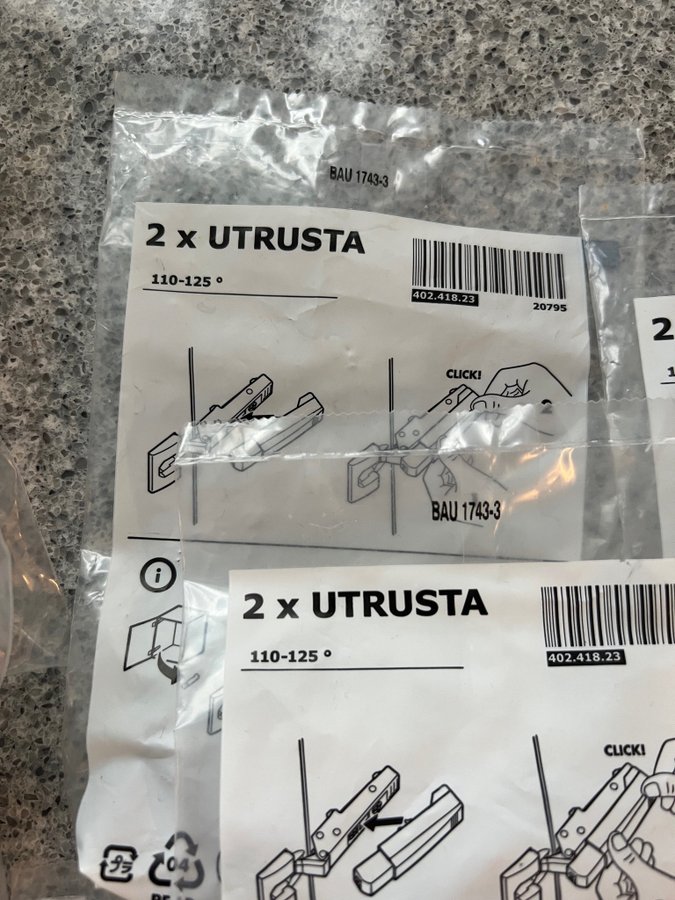 BAU 1743-3
2 x UTRUSTA
110-125 °
402.418.23
20795
CLICK!
2
i
BAU 1743-3
2 x UTRUSTA
110-125 °
402.418.23
CLICK!
04